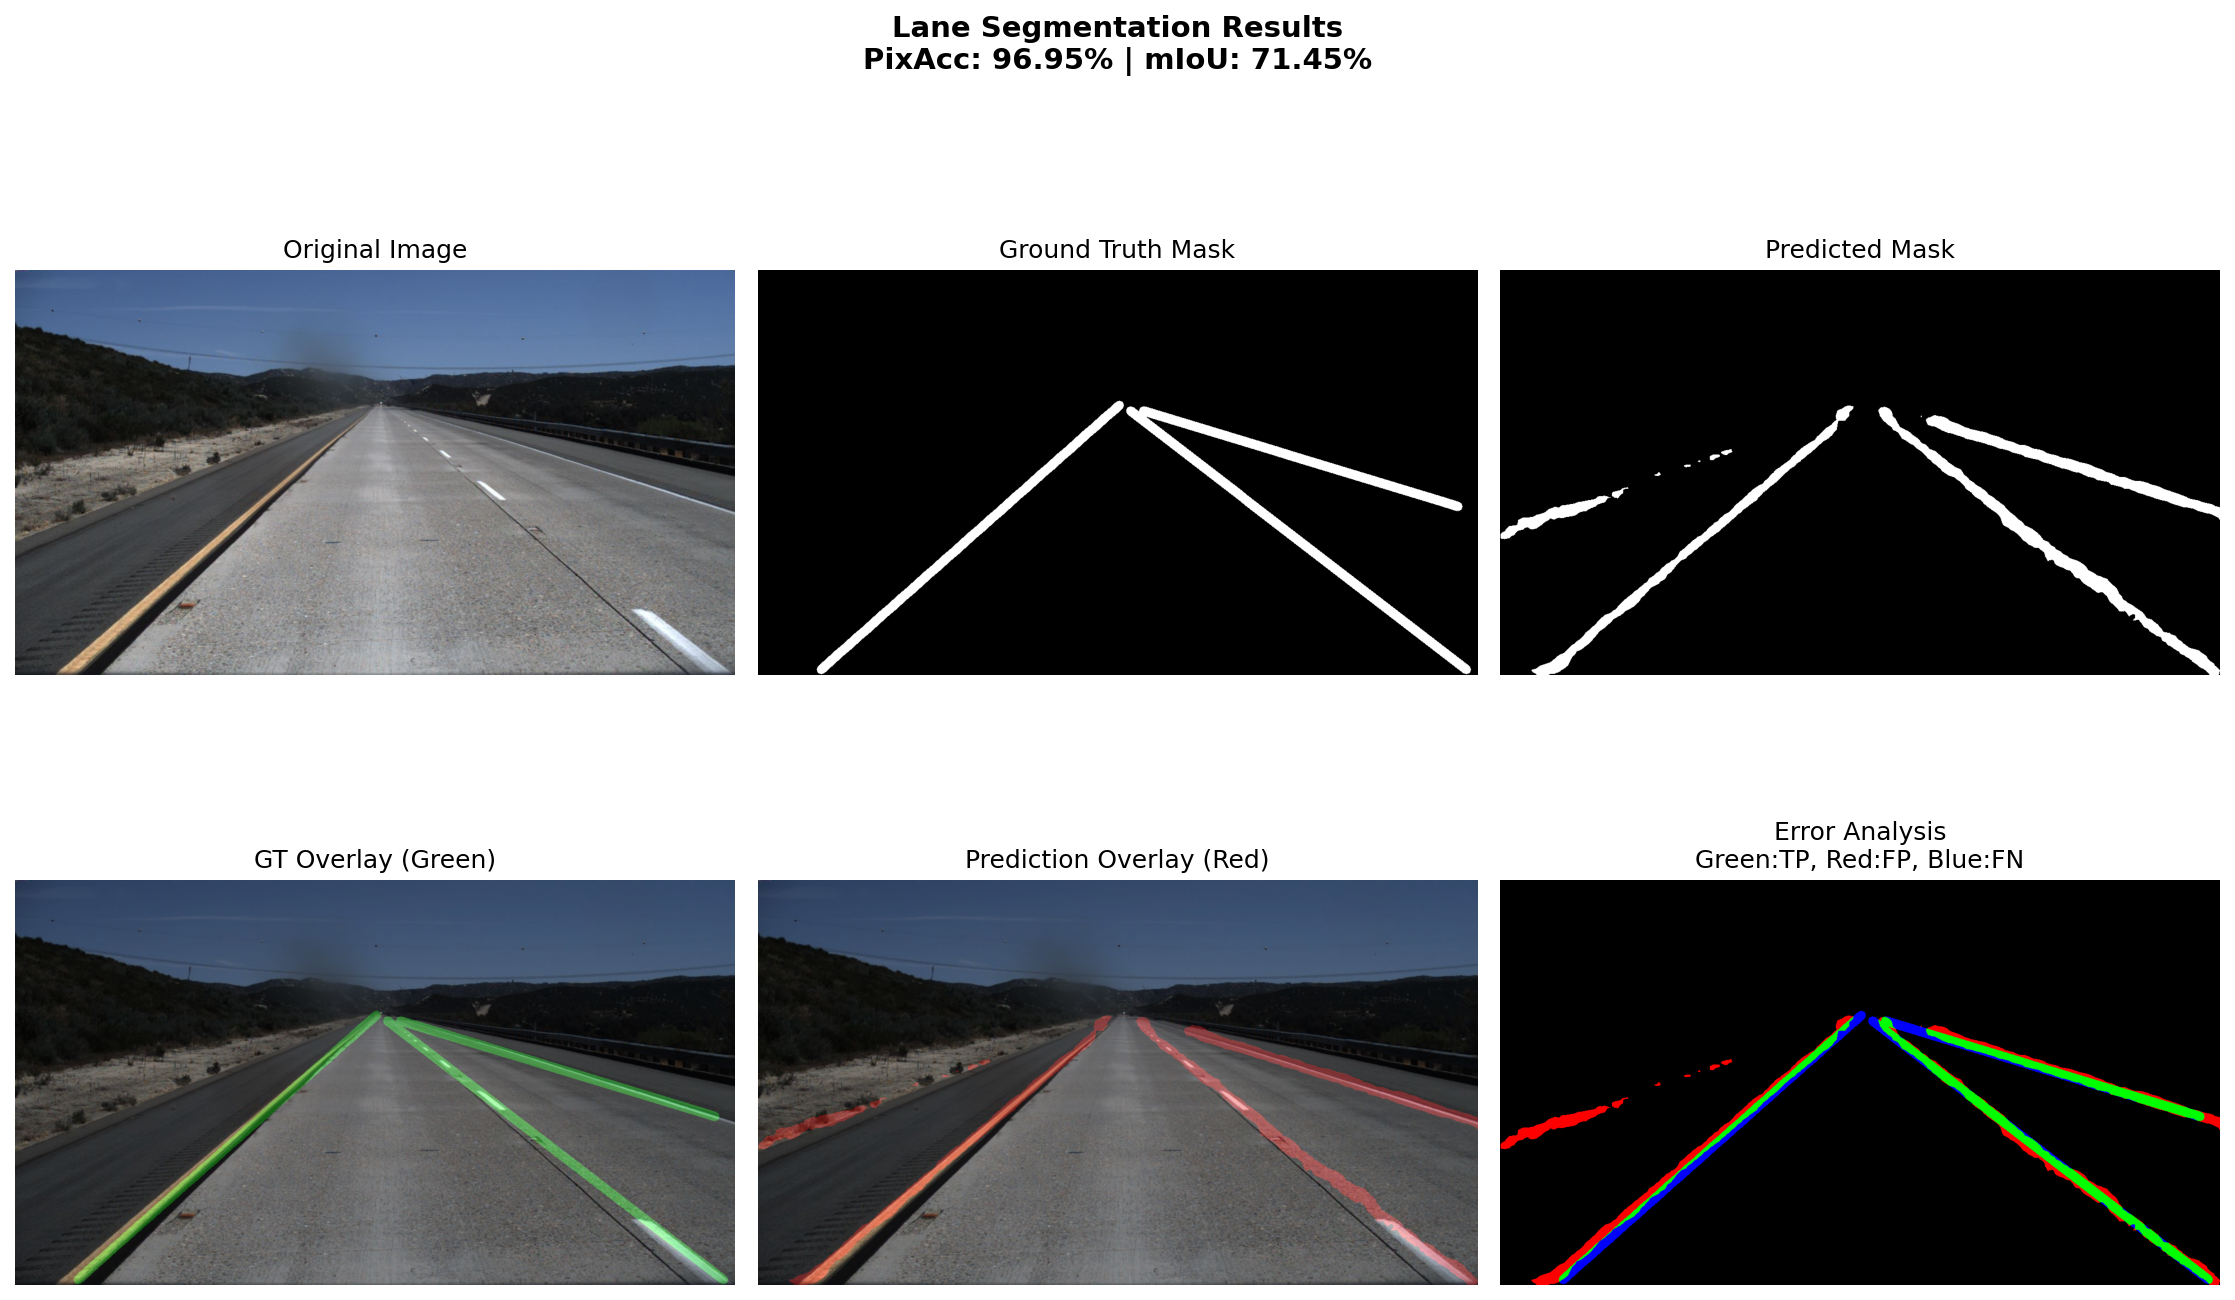 Lane Segmentation Results
PixAcc: 96.95% | mIoU: 71.45%
Original Image
Ground Truth Mask
Predicted Mask
GT Overlay (Green)
Prediction Overlay (Red)
Error Analysis
Green:TP, Red:FP, Blue:FN